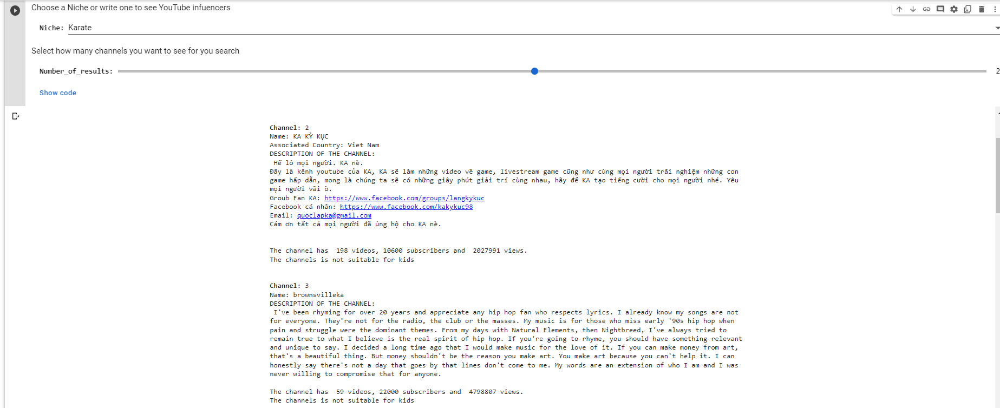 Choose a Niche or write one to see YouTube infuencers
Niche: Karate
Select how many channels you want to see for you search
Number_of_results: 2
Show code
Channel: 2
Name: KA KỲ KỤC
Associated Country: Viet Nam
DESCRIPTION OF THE CHANNEL:
Hế lô mọi người. KA nè.
Đây là kênh youtube của KA, KA sẽ làm những video về game, livestream game cũng như cùng mọi người trãi nghiệm những con
game hấp dẫn, mong là chúng ta sẽ có những giây phút giải trí cùng nhau, hãy để KA tạo tiếng cười cho mọi người nhé. Yêu
mọi người vãi ò.
Groub Fan KA: https://www.facebook.com/groups/langkykuc
Facebook cá nhân: https://www.facebook.com/kakykuc98
Email: quoclapka@gmail.com
Cám ơn tất cả mọi người đã ủng hộ cho KA nè.
The channel has  198 videos, 10600 subscribers and  2027991 views.
The channels is not suitable for kids
Channel: 3
Name: brownsvilleka
DESCRIPTION OF THE CHANNEL:
I've been rhyming for over 20 years and appreciate any hip hop fan who respects lyrics. I already know my songs are not
for everyone. They're not for the radio, the club or the masses. My music is for those who miss early '90s hip hop when
pain and struggle were the dominant themes. From my days with Natural Elements, then Nightbreed, I've always tried to
remain true to what I believe is the real spirit of hip hop. If you're going to rhyme, you should have something relevant
and unique to say. I decided a long time ago that I would make music for the love of it. If you can make money from art,
that's a beautiful thing. But money shouldn't be the reason you make art. You make art because you can't help it. I can
honestly say there's not a day that goes by that lines don't come to me. My words are an extension of who I am and I was
never willing to compromise that for anyone.
The channel has  59 videos, 22000 subscribers and  4798807 views.
The channels is not suitable for kids